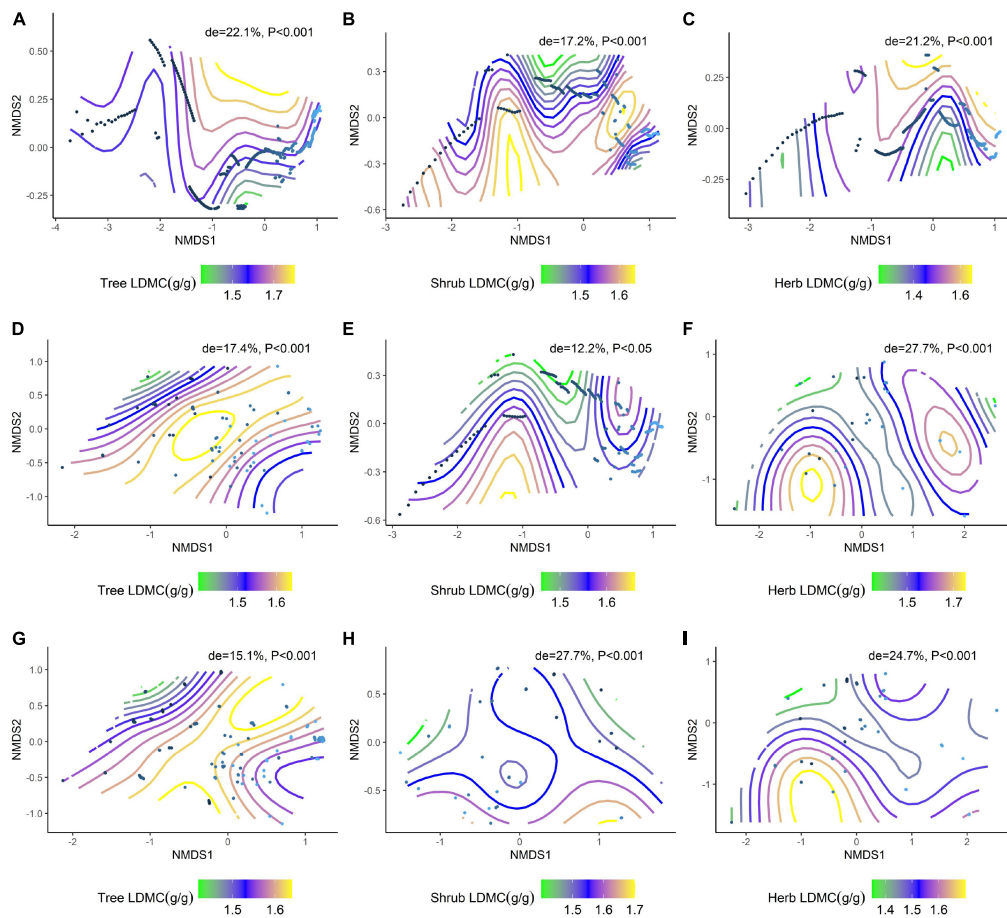 A
de=22.1%, P<0.001
0.50
0.25
0.00
-0.25
NMDS2
-4 -3 -2 -1 0 1
NMDS1
Tree LDMC(g/g)
1.5 1.7
B
de=17.2%, P<0.001
0.3
0.0
-0.3
-0.6
NMDS2
-3 -2 -1 0 1
NMDS1
Shrub LDMC(g/g)
1.5 1.6
C
de=21.2%, P<0.001
0.25
0.00
-0.25
NMDS2
-3 -2 -1 0 1
NMDS1
Herb LDMC(g/g)
1.4 1.6
D
de=17.4%, P<0.001
1.0
0.5
0.0
-0.5
-1.0
NMDS2
-2 -1 0 1
NMDS1
Tree LDMC(g/g)
1.5 1.6
E
de=12.2%, P<0.05
0.3
0.0
-0.3
-0.6
NMDS2
-3 -2 -1 0 1
NMDS1
Shrub LDMC(g/g)
1.5 1.6
F
de=27.7%, P<0.001
1
0
-1
NMDS2
-2 -1 0 1 2
NMDS1
Herb LDMC(g/g)
1.5 1.7
G
de=15.1%, P<0.001
1.0
0.5
0.0
-0.5
-1.0
NMDS2
-2 -1 0 1
NMDS1
Tree LDMC(g/g)
1.5 1.6
H
de=27.7%, P<0.001
0.5
0.0
-0.5
NMDS2
-1 0 1
NMDS1
Shrub LDMC(g/g)
1.5 1.6 1.7
I
de=24.7%, P<0.001
1
0
-1
NMDS2
-2 -1 0 1 2
NMDS1
Herb LDMC(g/g)
1.4 1.5 1.6